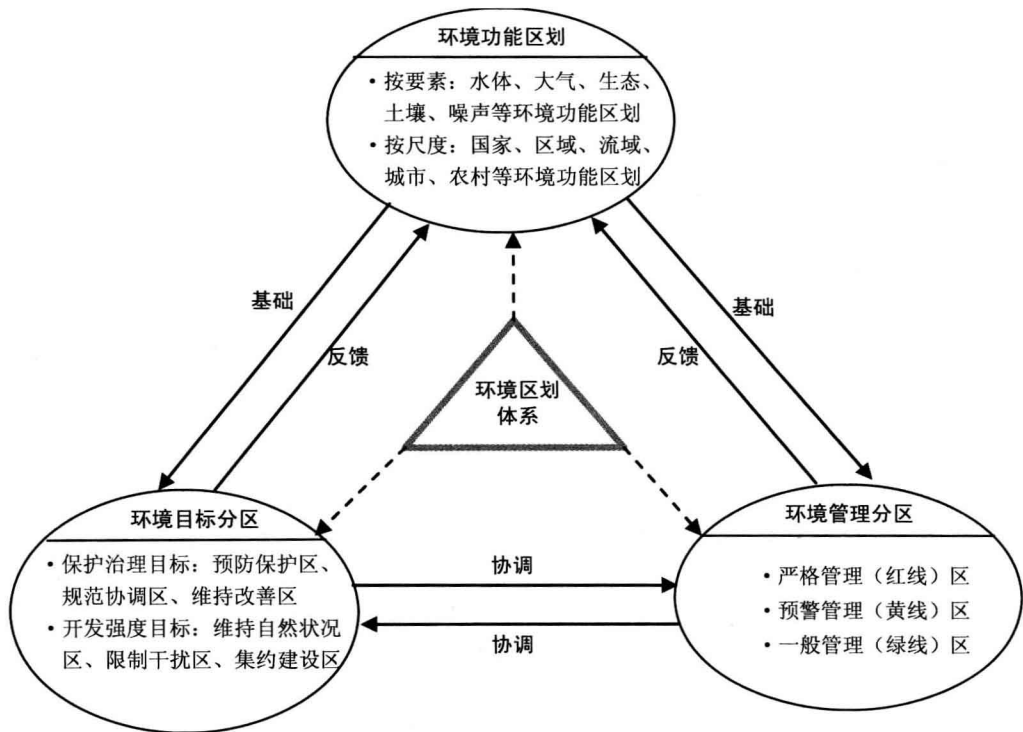 环境功能区划
·按要素：水体、大气、生态、
土壤、噪声等环境功能区划
·按尺度：国家、区域、流域、
城市、农村等环境功能区划
基础
基础
反馈
反馈
环境区划
体系
环境目标分区
·保护治理目标：预防保护区、
规范协调区、维持改善区
·开发强度目标：维持自然状况
区、限制干扰区、集约建设区
协调
协调
环境管理分区
·严格管理（红线）区
·预警管理（黄线）区
·一般管理（绿线）区